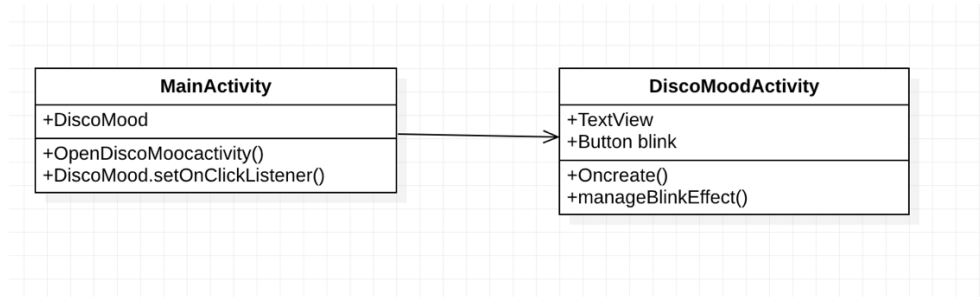 MainActivity
+DiscoMood
+OpenDiscoMoocactivity()
+DiscoMood.setOnClickListener()
DiscoMoodActivity
+TextView
+Button blink
+Oncreate()
+manageBlinkEffect()